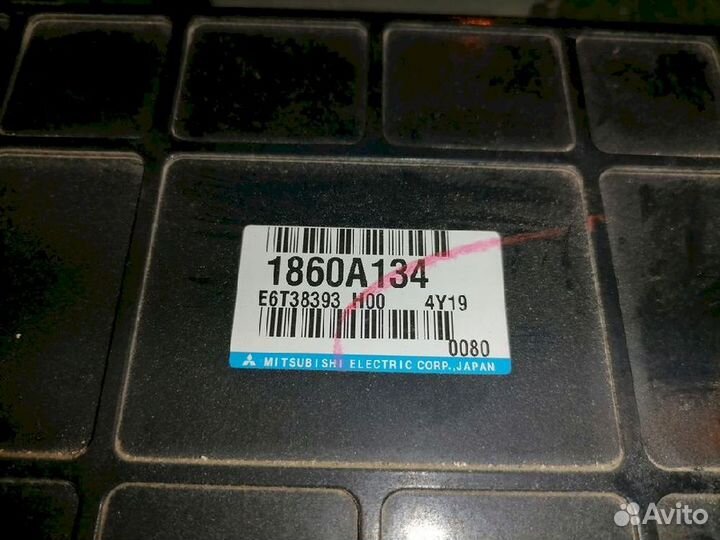 1860A134
E6T38393 H00 4Y19
0080
MITSUBISHI ELECTRIC CORP.,JAPAN
Avito